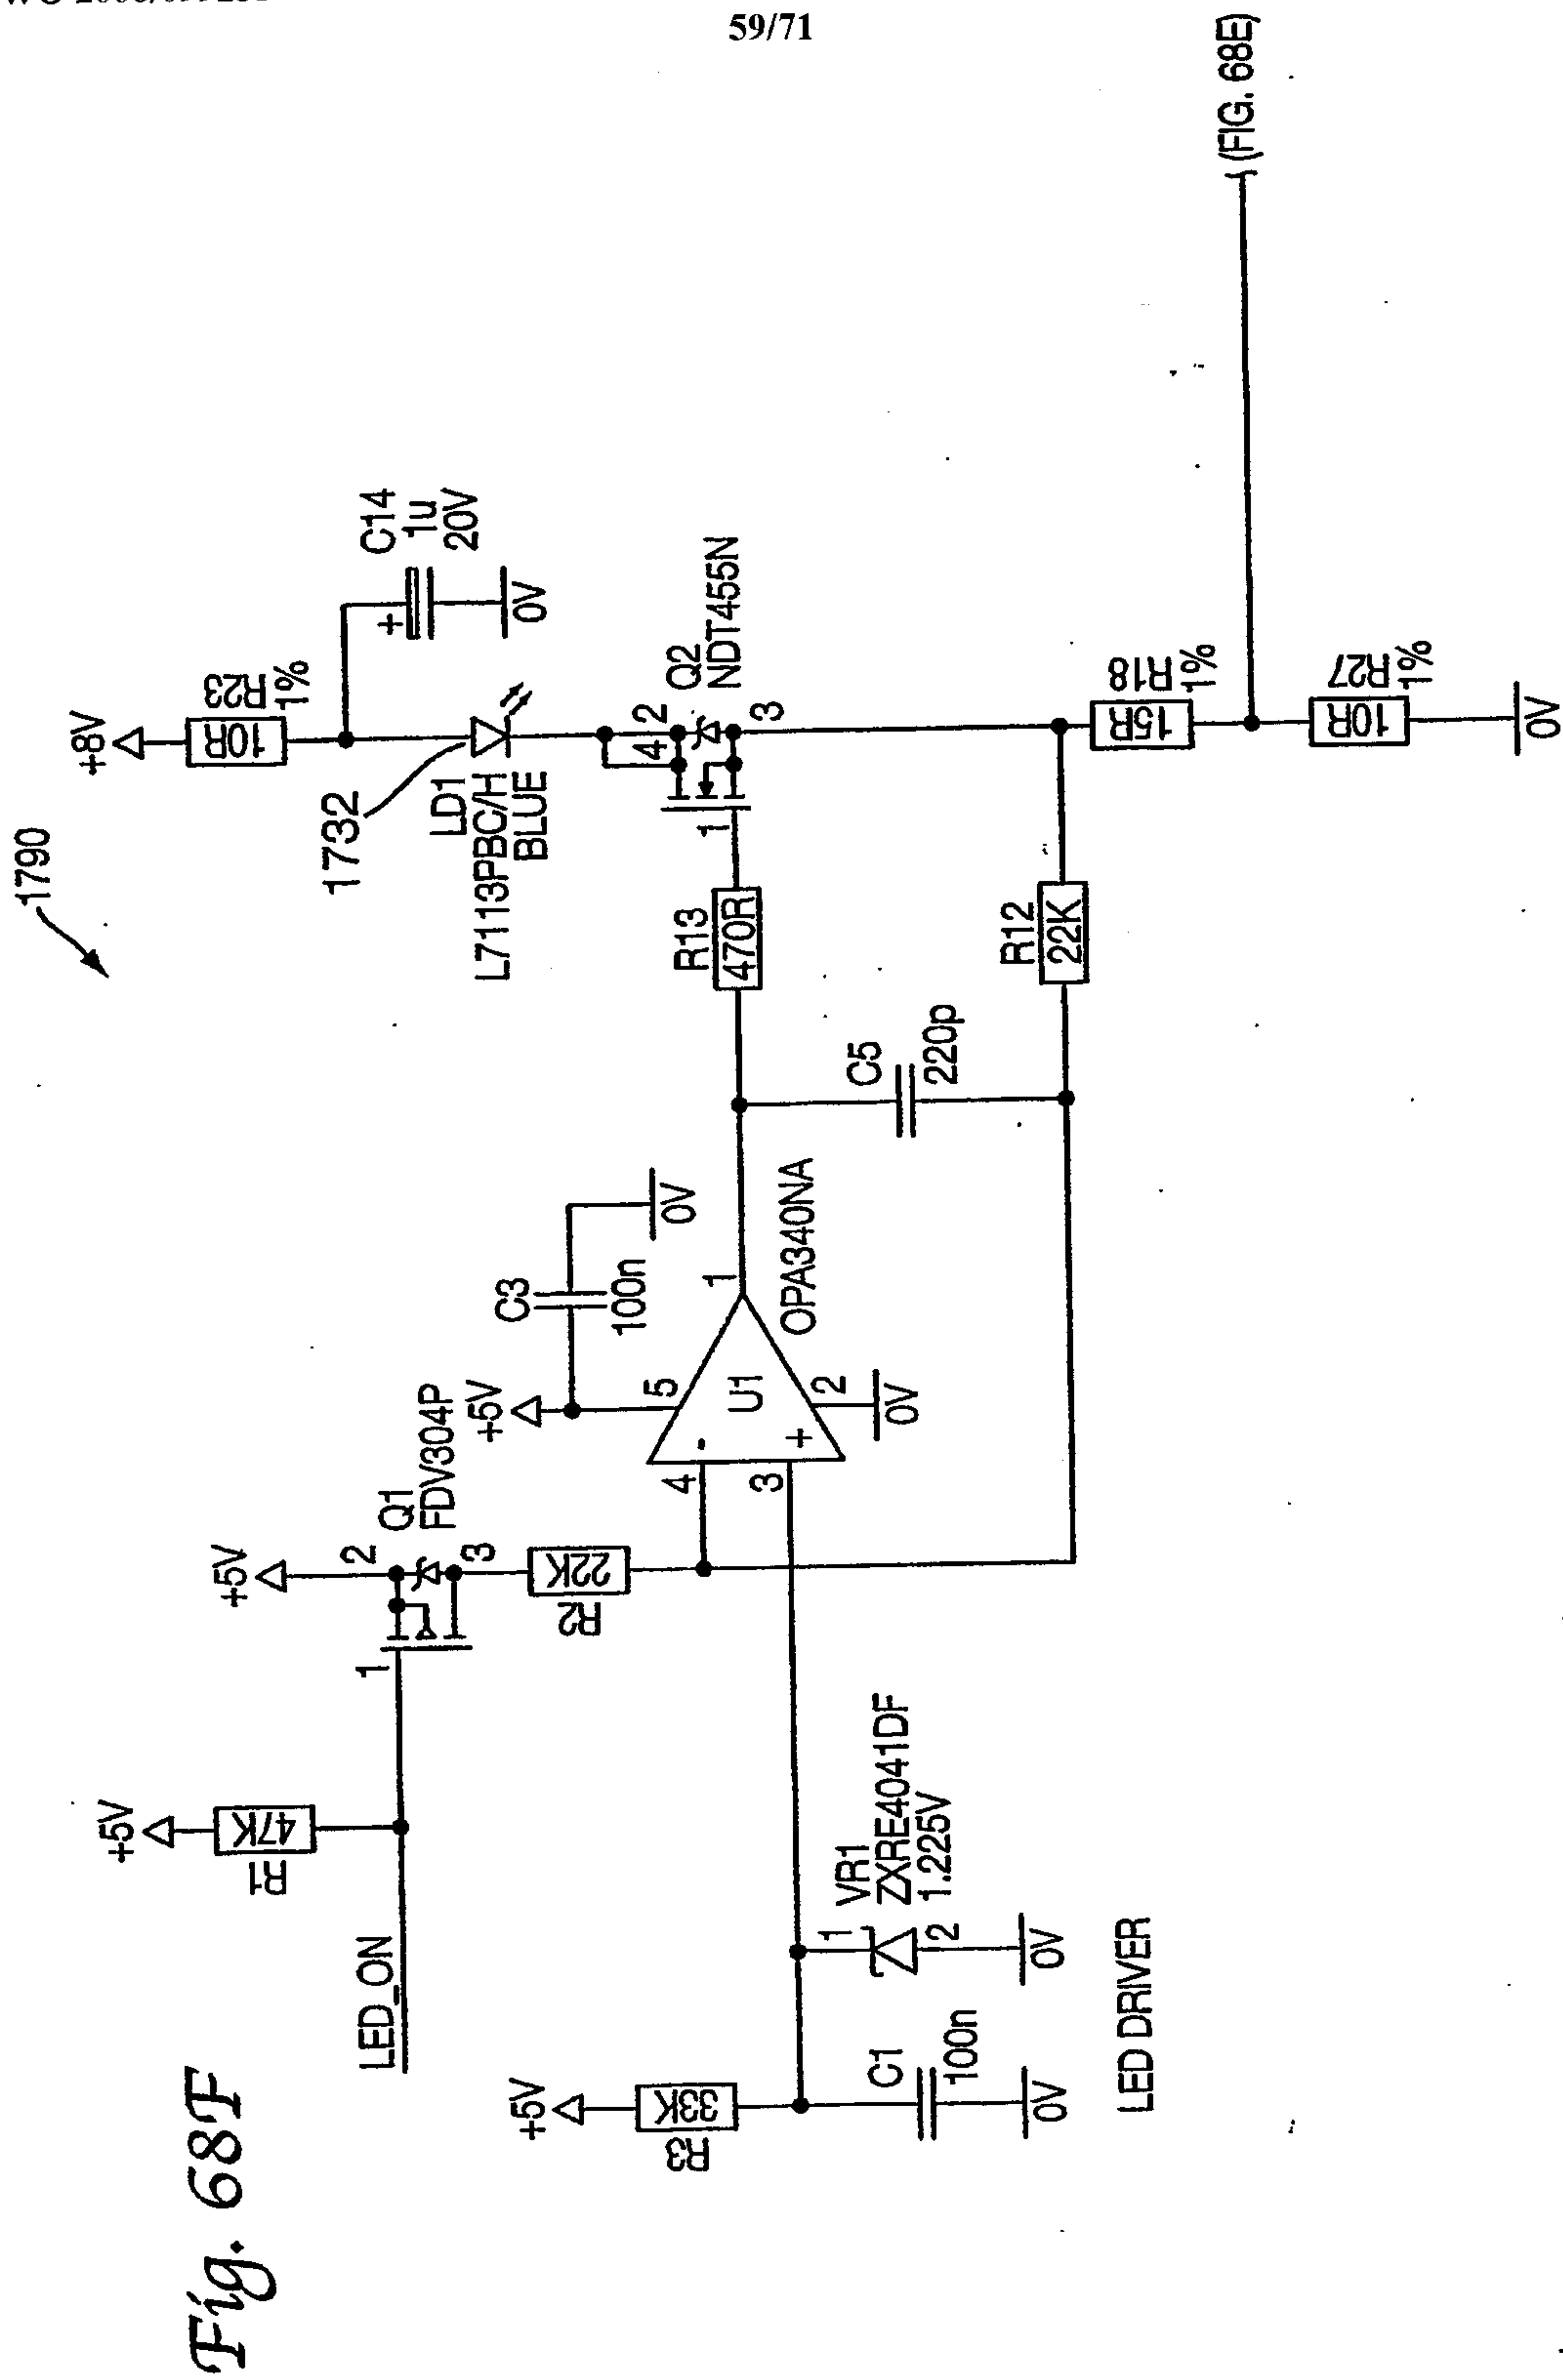 59/71
Fig. 68F
1790
LED_ON
+5V
47K
R1
+5V
1
2
3
Q1
FDV304P
22K
R2
+5V
C3
100n
0V
+5V
33K
R3
C1
100n
0V
VR1
ZXRE4041DF
1.225V
1
2
0V
4
-
3
+
5
U1
2
0V
1
OPA340NA
C5
220p
R13
470R
R12
22K
+8V
10R
R23
1%
C14
1u
20V
+
0V
1732
LD1
L7113PBC/H
BLUE
1
4
2
3
Q2
NDT455N
15R
R18
1%
10R
R27
1%
0V
(FIG. 68E)
LED DRIVER